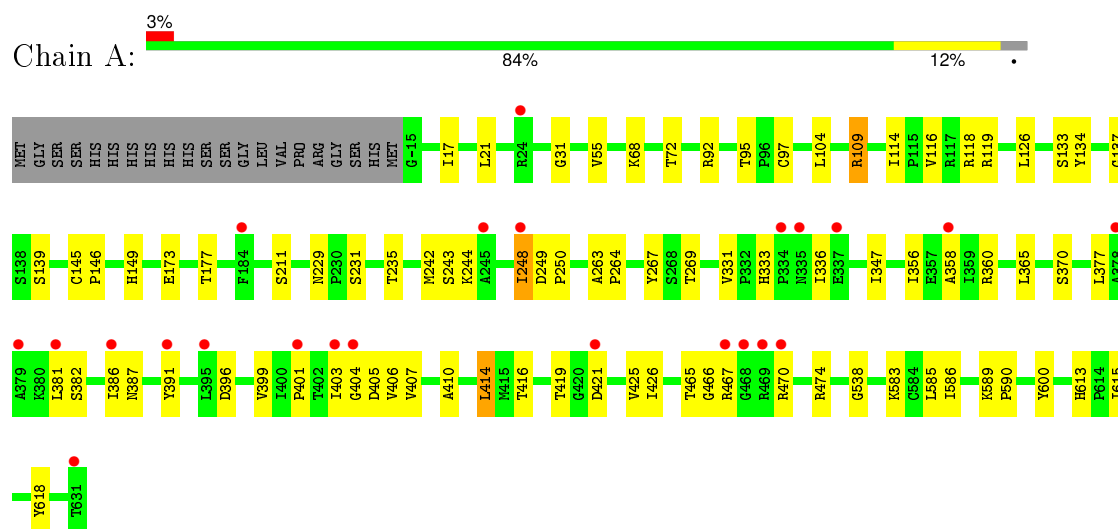 3%
Chain A:
84% 12% •
MET GLY SER SER HIS HIS HIS HIS HIS HIS SER SER GLY LEU VAL PRO ARG GLY SER HIS MET G-15 I17 L21 R24 G31 V55 K68 T72 R92 T95 P96 C97 L104 R109 I114 P115 V116 R117 R118 R119 L126 S133 Y134 G137
S138 S139 C145 P146 H149 E173 T177 F184 S211 N229 P230 S231 T235 M242 S243 K244 A245 I248 D249 P250 A263 P264 Y267 S268 T269 V331 P332 H333 P334 N335 I336 E337 I347 I356 E357 A358 I359 R360 L365 S370 L377 A378
A379 K380 L381 S382 I386 N387 Y391 L395 D396 V399 I400 P401 T402 I403 G404 D405 V406 V407 A410 L414 M415 T416 T419 G420 D421 V425 I426 T465 G466 R467 G468 R469 R470 R474 G538 K583 C584 L585 I586 K589 P590 Y600 H613 P614 I615
Y618 T631